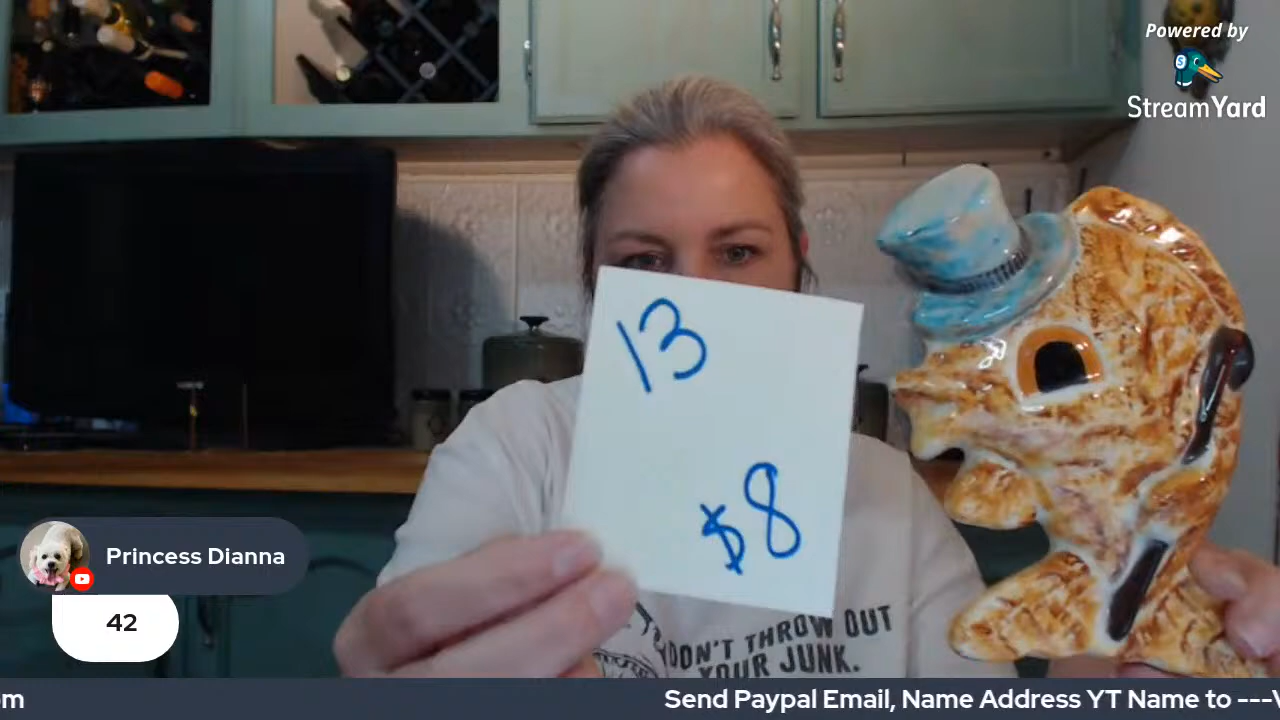 Powered by
StreamYard
13
$8
DON'T THROW OUT
YOUR JUNK.
Princess Dianna
42
om
Send Paypal Email, Name Address YT Name to ---V